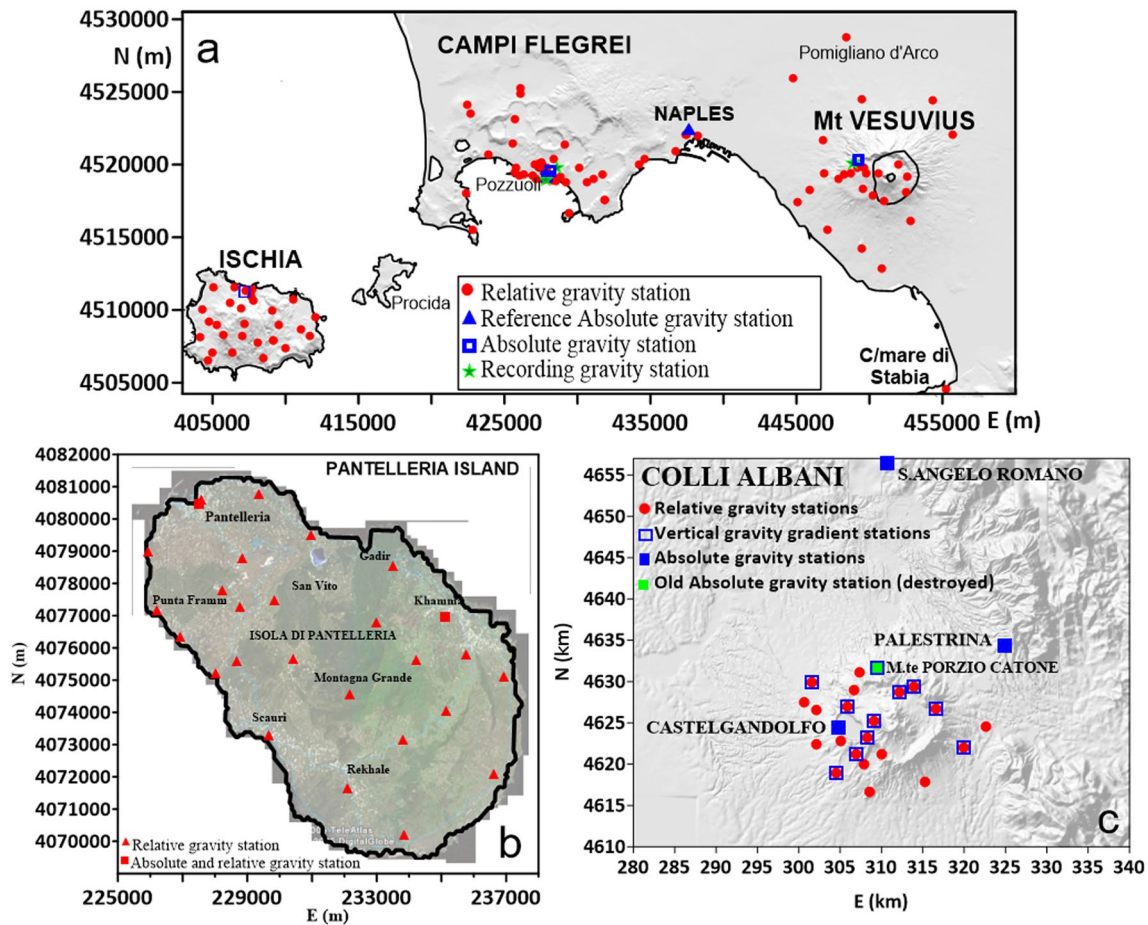 4530000
N (m)
a
CAMPI FLEGREI
Pomigliano d'Arco
4525000
NAPLES
Mt VESUVIUS
4520000
Pozzuoli
4515000
ISCHIA
Procida
4510000
Relative gravity station
Reference Absolute gravity station
Absolute gravity station
Recording gravity station
C/mare di
Stabia
4505000
405000 415000 425000 435000 445000 455000
E (m)
4082000
PANTELLERIA ISLAND
4081000
4080000
Pantelleria
4079000
Gadir
4078000
San Vito
Punta Framm
Khamma
4077000
4076000
ISOLA DI PANTELLERIA
N (m)
4075000
Montagna Grande
4074000
Scauri
4073000
Rekhale
4072000
4071000
TeleAtlas
DigitalGlobe
4070000
Relative gravity station
Absolute and relative gravity station
b
225000 229000 233000 237000
E (m)
4655
COLLI ALBANI
S.ANGELO ROMANO
Relative gravity stations
4650
Vertical gravity gradient stations
4645
Absolute gravity stations
Old Absolute gravity station (destroyed)
4640
N (km)
4635
PALESTRINA
M.te PORZIO CATONE
4630
4625
CASTELGANDOLFO
4620
4615
c
4610
280 285 290 295 300 305 310 315 320 325 330 335 340
E (km)